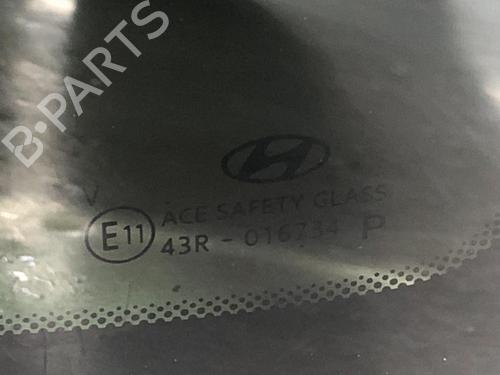 B-PARTS
V
ACE SAFETY GLASS
E11 43R - 016734 P